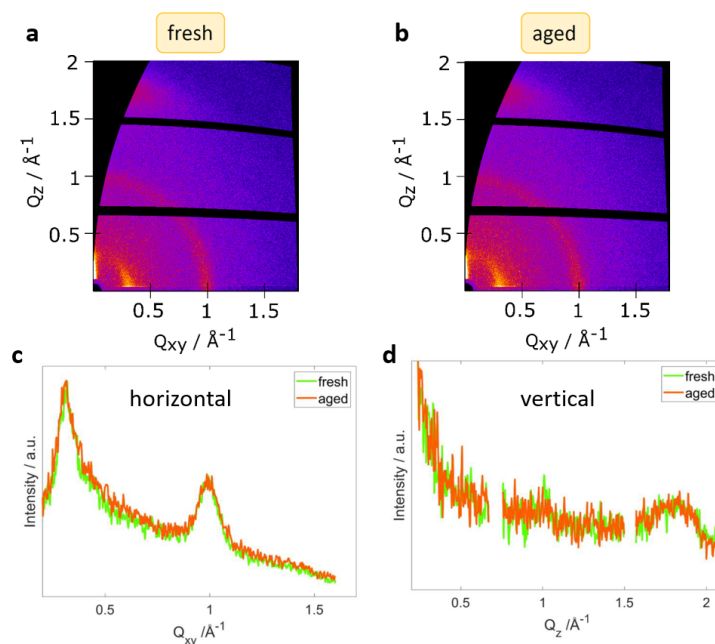 a
fresh
b
aged
2
1.5
1
0.5
Qz / Å-1
0.5
1
1.5
Qxy / Å-1
2
1.5
1
0.5
Qz / Å-1
0.5
1
1.5
Qxy / Å-1
c
horizontal
fresh
aged
Intensity / a.u.
0.5
1
1.5
Qxy /Å-1
d
vertical
fresh
aged
Intensity / a.u.
0.5
1
1.5
2
Qz /Å-1